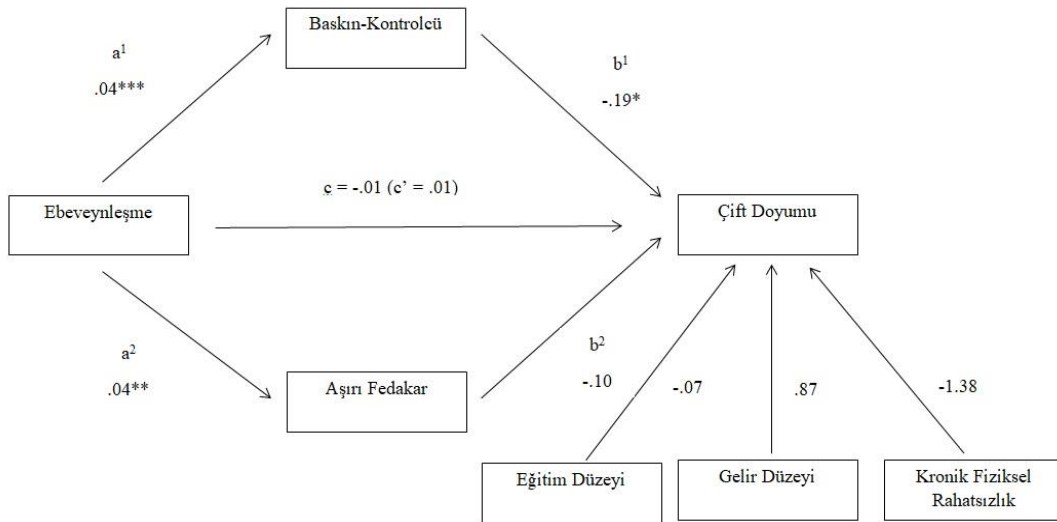 Baskın-Kontrolcü
a¹
.04***
b¹
-.19*
c = -.01 (c’ = .01)
Ebeveynleşme
Çift Doyumu
a²
.04**
b²
-.10
-.07
.87
-1.38
Aşırı Fedakar
Eğitim Düzeyi
Gelir Düzeyi
Kronik Fiziksel
Rahatsızlık